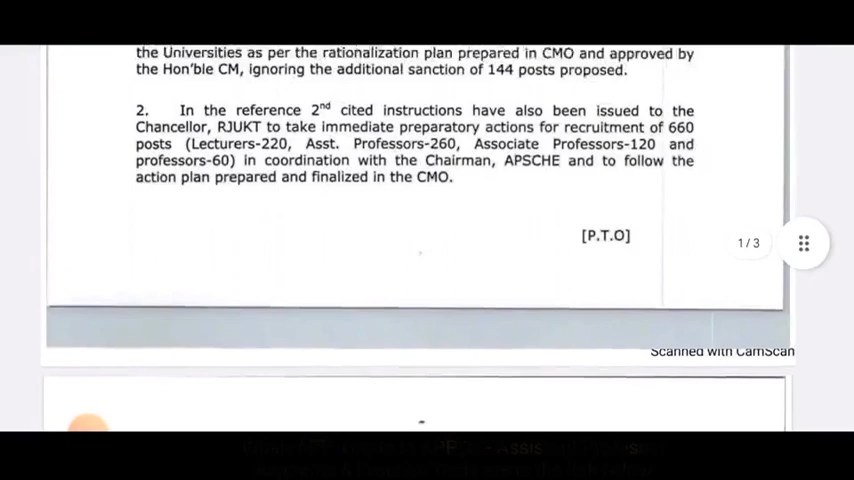 the Universities as per the rationalization plan prepared in CMO and approved by
the Hon'ble CM, ignoring the additional sanction of 144 posts proposed.
2. In the reference 2nd cited instructions have also been issued to the
Chancellor, RJUKT to take immediate preparatory actions for recruitment of 660
posts (Lecturers-220, Asst. Professors-260, Associate Professors-120 and
professors-60) in coordination with the Chairman, APSCHE and to follow the
action plan prepared and finalized in the CMO.
[P.T.O]
1/3
Scanned with CamScan